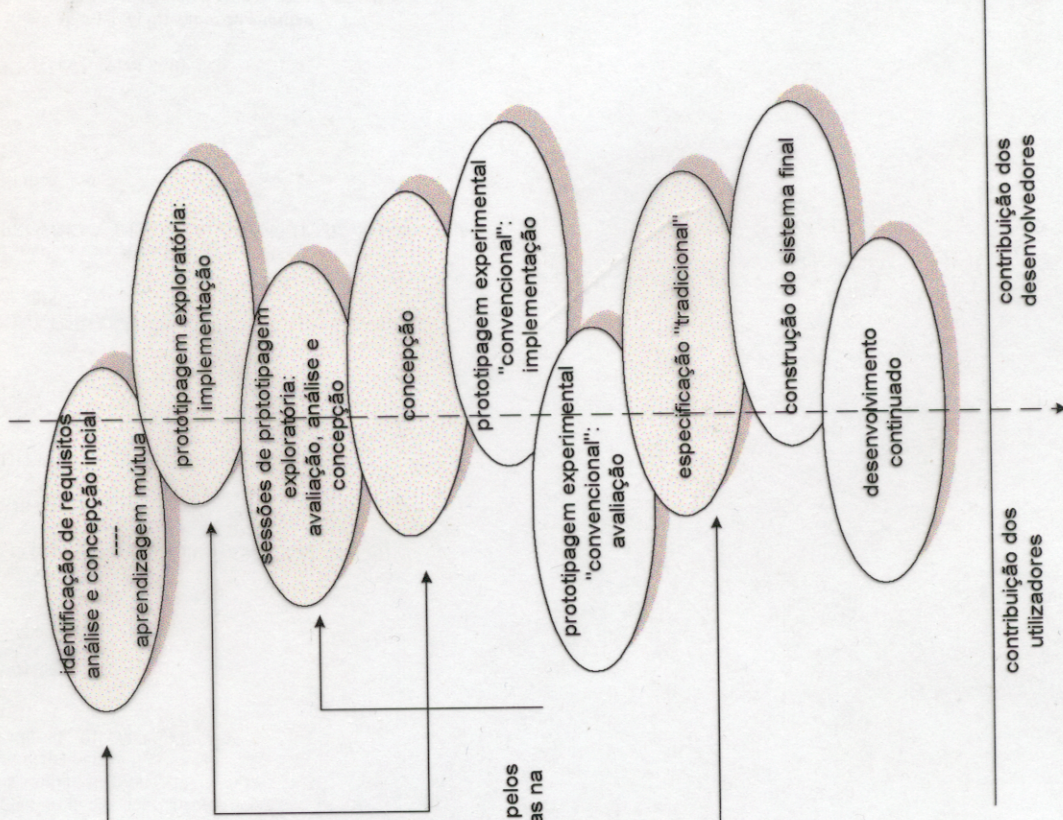 identificação de requisitos
análise e concepção inicial
----
aprendizagem mútua
prototipagem exploratória:
implementação
sessões de prototipagem
exploratória:
avaliação, análise e
concepção
concepção
prototipagem experimental
"convencional":
implementação
protótipagem experimental
"convencional":
avaliação
especificação "tradicional"
construção do sistema final
desenvolvimento
continuado
pelos
as na
contribuição dos
utilizadores
contribuição dos
desenvolvedores